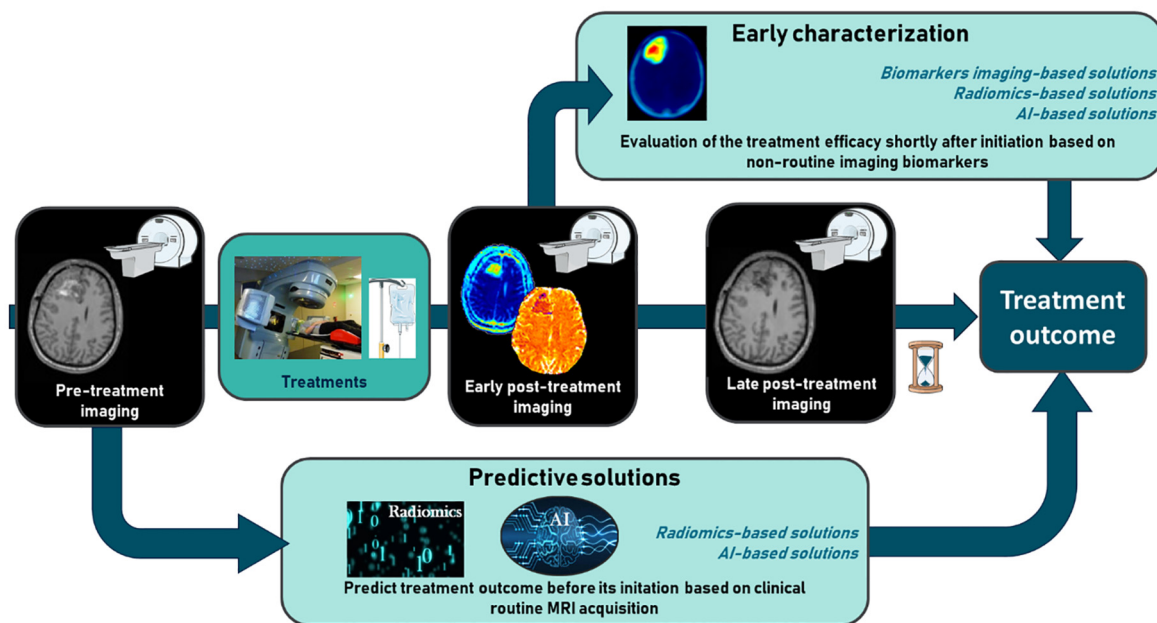 Early characterization
Biomarkers imaging-based solutions
Radiomics-based solutions
AI-based solutions
Evaluation of the treatment efficacy shortly after initiation based on
non-routine imaging biomarkers
Pre-treatment
imaging
Treatments
Early post-treatment
imaging
Late post-treatment
imaging
Treatment
outcome
Predictive solutions
Radiomics
AI
Radiomics-based solutions
AI-based solutions
Predict treatment outcome before its initation based on clinical
routine MRI acquisition